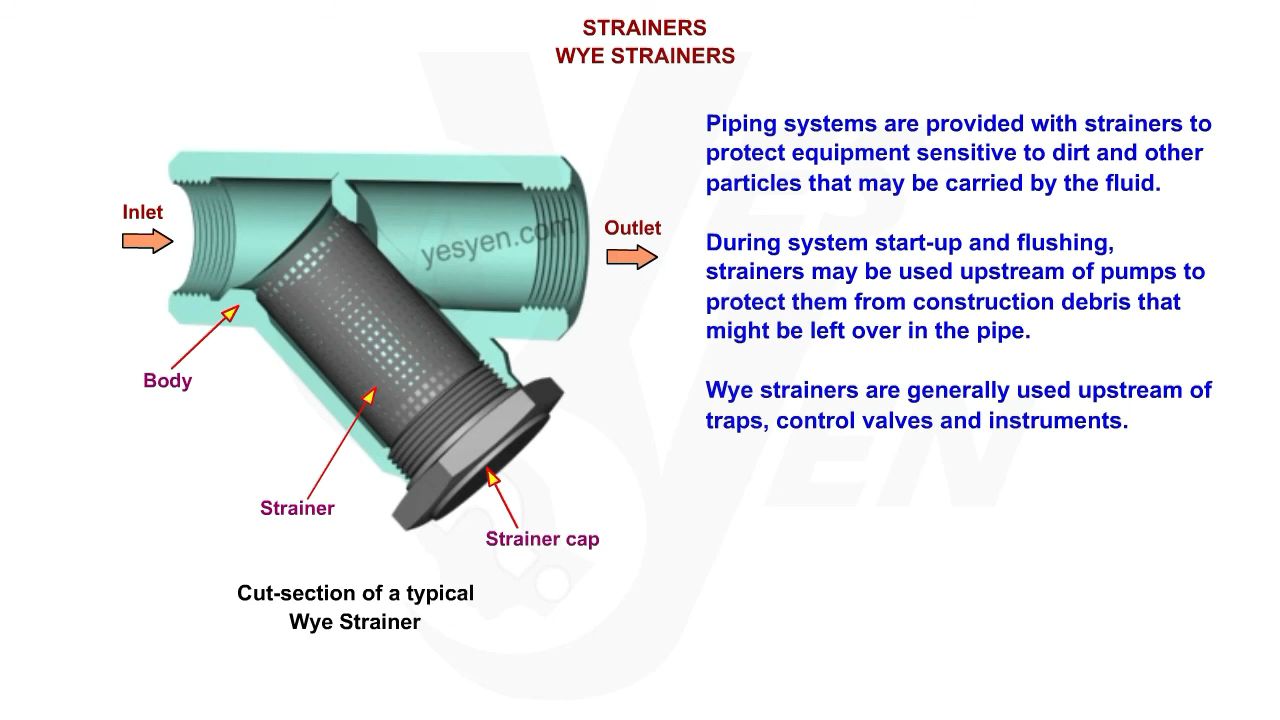 STRAINERS
WYE STRAINERS
Piping systems are provided with strainers to
protect equipment sensitive to dirt and other
particles that may be carried by the fluid.
During system start-up and flushing,
strainers may be used upstream of pumps to
protect them from construction debris that
might be left over in the pipe.
Wye strainers are generally used upstream of
traps, control valves and instruments.
Inlet
Outlet
yesyen.com
Body
Strainer
Strainer cap
Cut-section of a typical
Wye Strainer